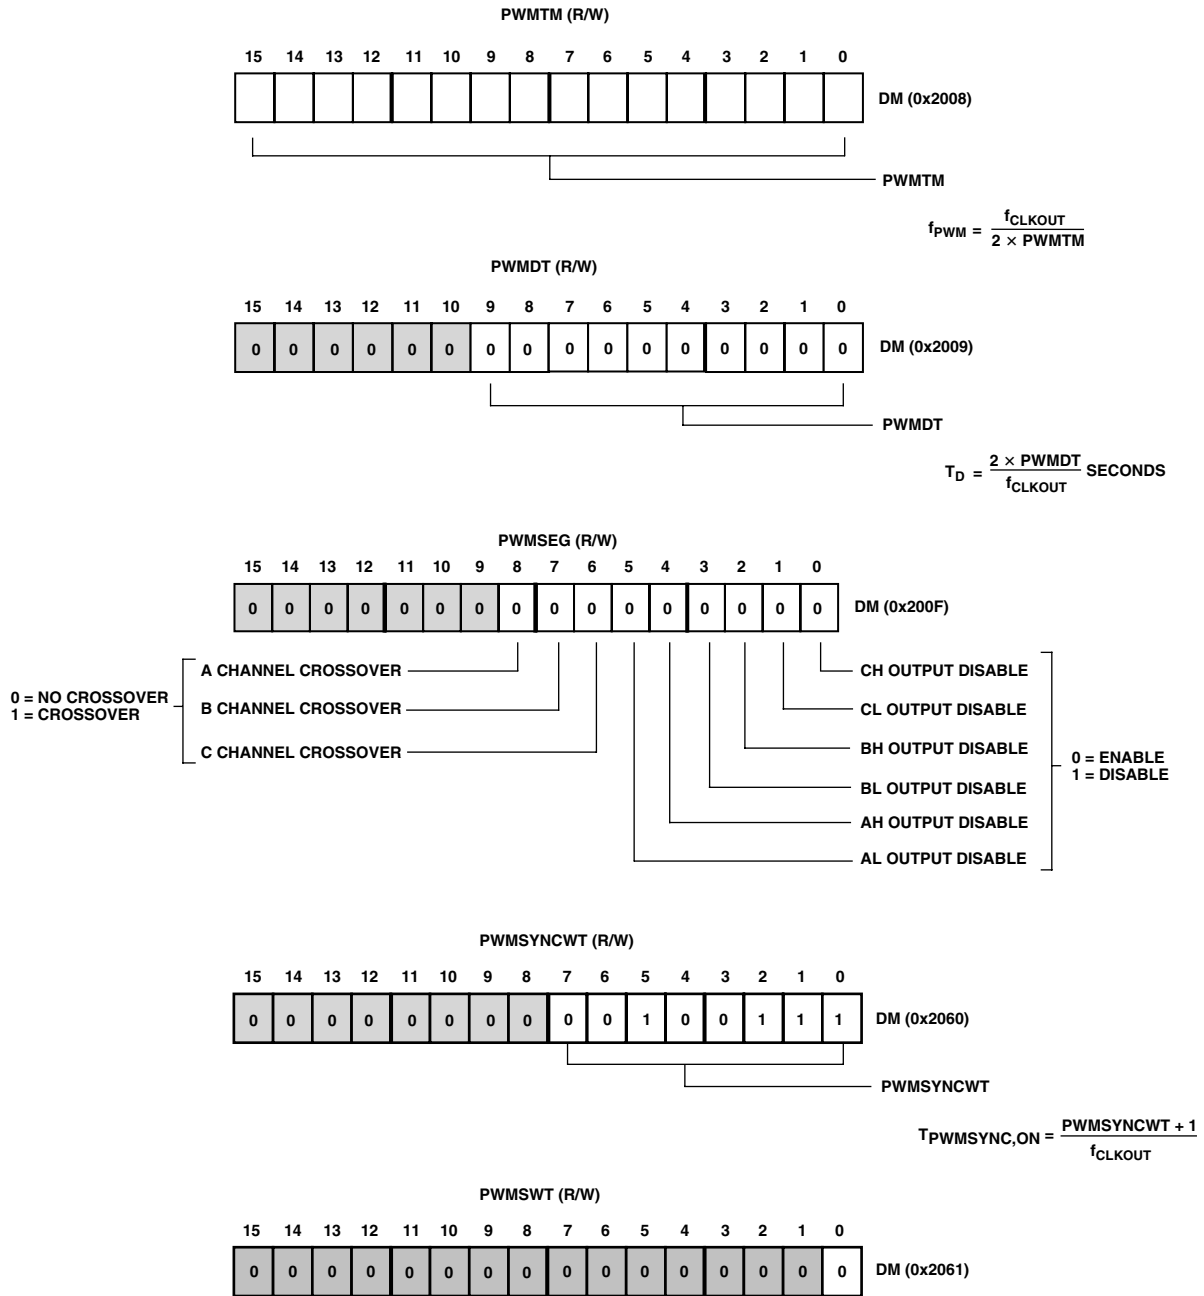 PWMTM (R/W)
15 14 13 12 11 10 9 8 7 6 5 4 3 2 1 0
DM (0x2008)
PWMTM
fPWM = fCLKOUT / 2 × PWMTM
PWMDT (R/W)
15 14 13 12 11 10 9 8 7 6 5 4 3 2 1 0
0 0 0 0 0 0 0 0 0 0 0 0 0 0 0 0 DM (0x2009)
PWMDT
TD = 2 × PWMDT / fCLKOUT SECONDS
PWMSEG (R/W)
15 14 13 12 11 10 9 8 7 6 5 4 3 2 1 0
0 0 0 0 0 0 0 0 0 0 0 0 0 0 0 0 DM (0x200F)
0 = NO CROSSOVER
1 = CROSSOVER
A CHANNEL CROSSOVER
B CHANNEL CROSSOVER
C CHANNEL CROSSOVER
CH OUTPUT DISABLE
CL OUTPUT DISABLE
BH OUTPUT DISABLE
BL OUTPUT DISABLE
AH OUTPUT DISABLE
AL OUTPUT DISABLE
0 = ENABLE
1 = DISABLE
PWMSYNCWT (R/W)
15 14 13 12 11 10 9 8 7 6 5 4 3 2 1 0
0 0 0 0 0 0 0 0 0 0 1 0 0 1 1 1 DM (0x2060)
PWMSYNCWT
TPWMSYNC,ON = PWMSYNCWT + 1 / fCLKOUT
PWMSWT (R/W)
15 14 13 12 11 10 9 8 7 6 5 4 3 2 1 0
0 0 0 0 0 0 0 0 0 0 0 0 0 0 0 0 DM (0x2061)